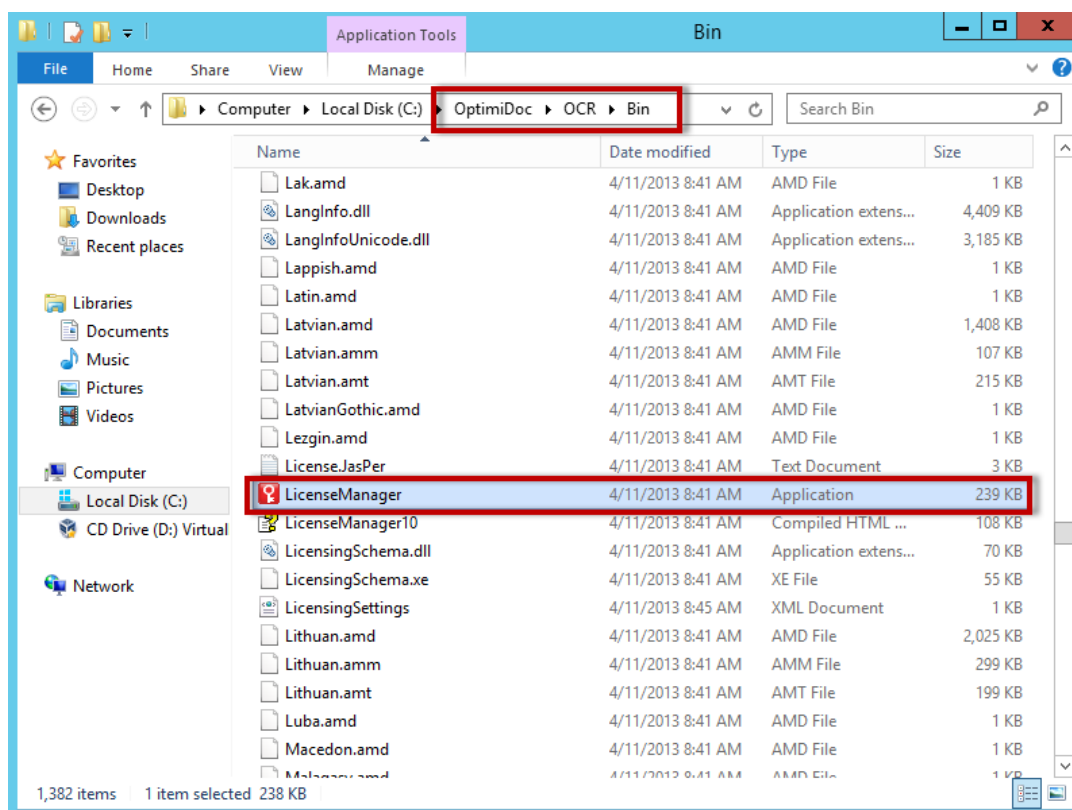 Application Tools Bin
File Home Share View Manage
Computer Local Disk (C:) OptimiDoc OCR Bin Search Bin
Favorites
Desktop
Downloads
Recent places
Libraries
Documents
Music
Pictures
Videos
Computer
Local Disk (C:)
CD Drive (D:) Virtual
Network
Name Date modified Type Size
Lak.amd 4/11/2013 8:41 AM AMD File 1 KB
LangInfo.dll 4/11/2013 8:41 AM Application extens... 4,409 KB
LangInfoUnicode.dll 4/11/2013 8:41 AM Application extens... 3,185 KB
Lappish.amd 4/11/2013 8:41 AM AMD File 1 KB
Latin.amd 4/11/2013 8:41 AM AMD File 1 KB
Latvian.amd 4/11/2013 8:41 AM AMD File 1,408 KB
Latvian.amm 4/11/2013 8:41 AM AMM File 107 KB
Latvian.amt 4/11/2013 8:41 AM AMT File 215 KB
LatvianGothic.amd 4/11/2013 8:41 AM AMD File 1 KB
Lezgin.amd 4/11/2013 8:41 AM AMD File 1 KB
License.JasPer 4/11/2013 8:41 AM Text Document 3 KB
LicenseManager 4/11/2013 8:41 AM Application 239 KB
LicenseManager10 4/11/2013 8:41 AM Compiled HTML ... 108 KB
LicensingSchema.dll 4/11/2013 8:41 AM Application extens... 70 KB
LicensingSchema.xe 4/11/2013 8:41 AM XE File 55 KB
LicensingSettings 4/11/2013 8:45 AM XML Document 1 KB
Lithuan.amd 4/11/2013 8:41 AM AMD File 2,025 KB
Lithuan.amm 4/11/2013 8:41 AM AMM File 299 KB
Lithuan.amt 4/11/2013 8:41 AM AMT File 199 KB
Luba.amd 4/11/2013 8:41 AM AMD File 1 KB
Macedon.amd 4/11/2013 8:41 AM AMD File 1 KB
Malagasy.amd 4/11/2013 8:41 AM AMD File 1 KB
1,382 items 1 item selected 238 KB